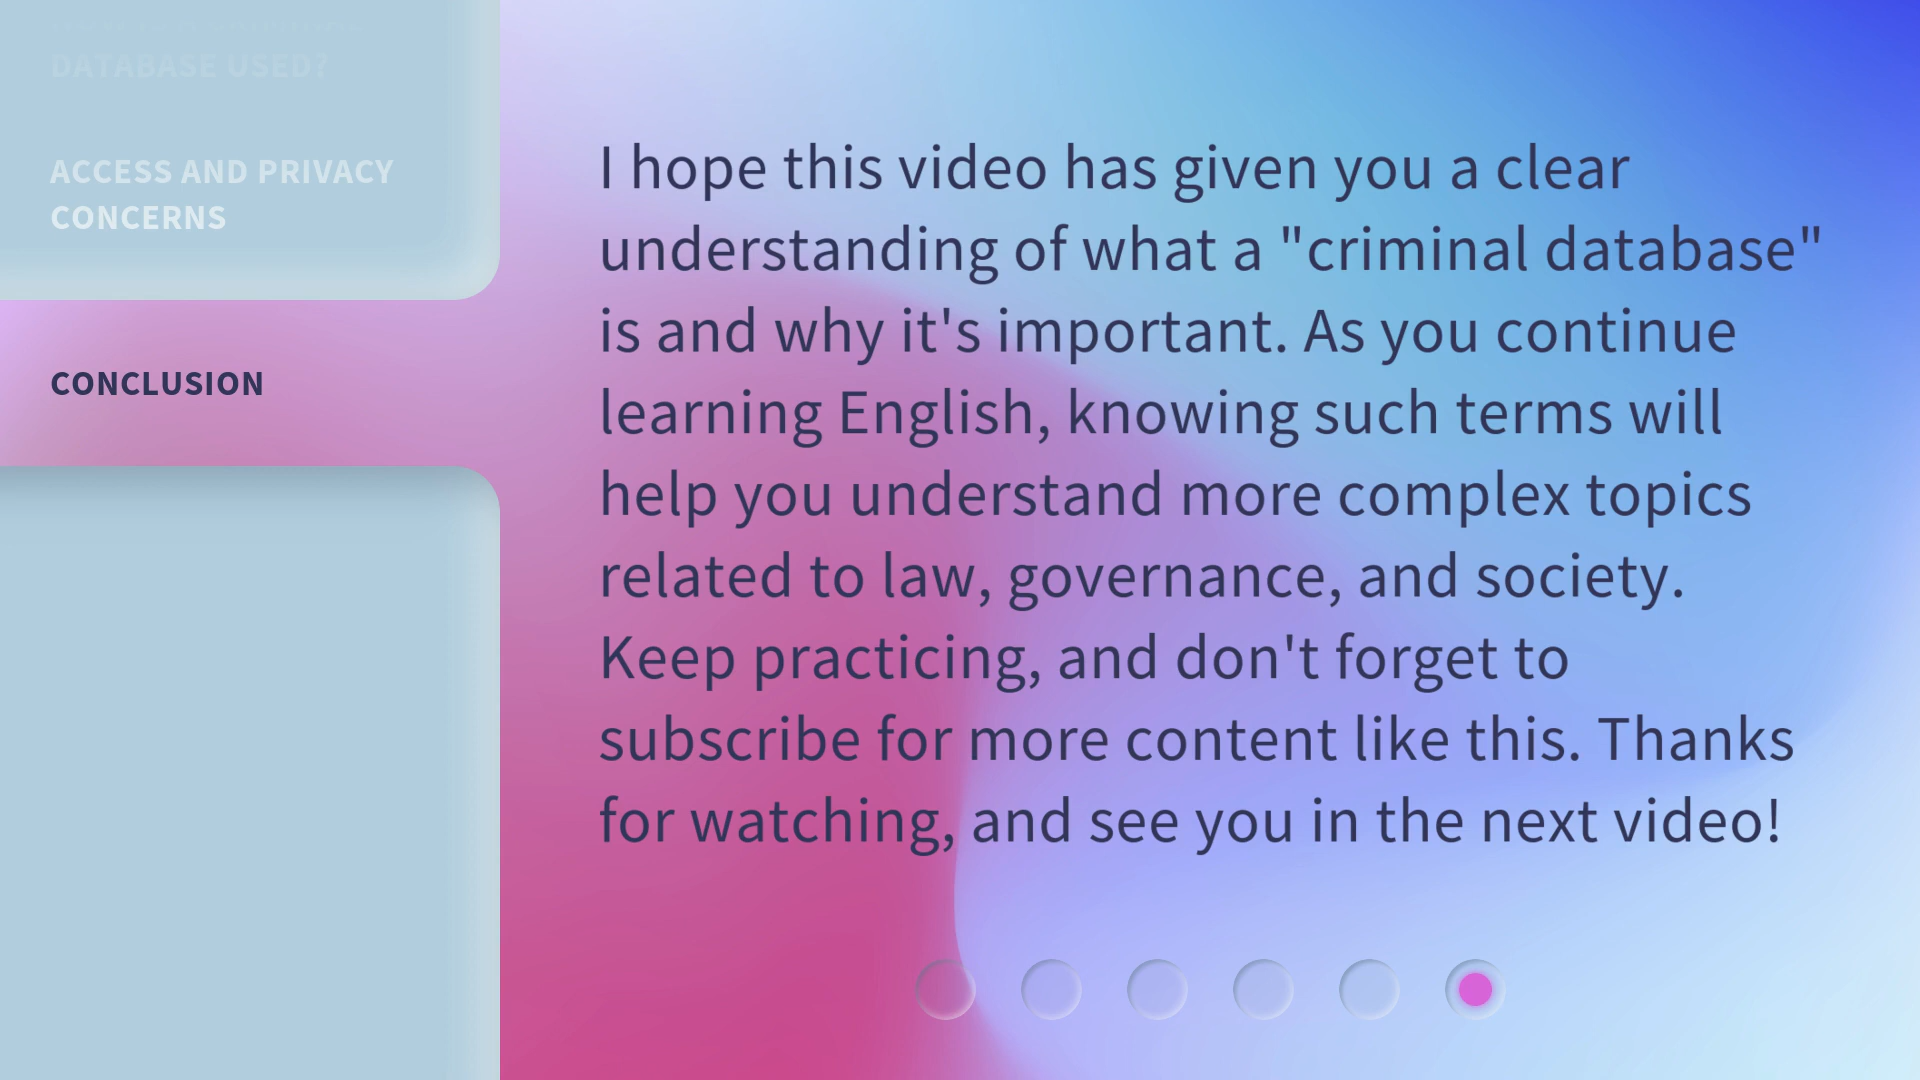 DATABASE USED?
ACCESS AND PRIVACY
CONCERNS
CONCLUSION
I hope this video has given you a clear
understanding of what a "criminal database"
is and why it's important. As you continue
learning English, knowing such terms will
help you understand more complex topics
related to law, governance, and society.
Keep practicing, and don't forget to
subscribe for more content like this. Thanks
for watching, and see you in the next video!